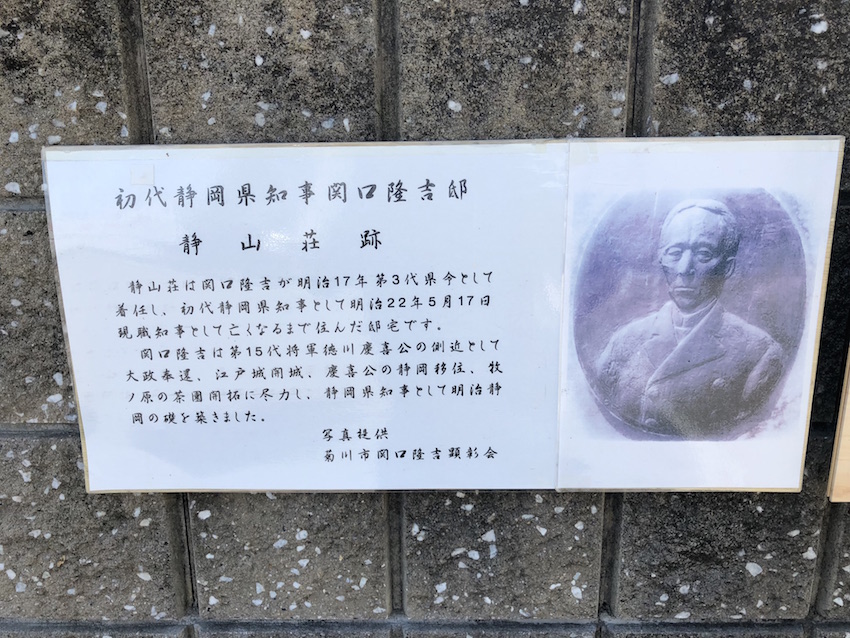 初代静岡県知事関口隆吉邸
静山荘跡
静山荘は関口隆吉が明治17年第3代県令として
着任し、初代静岡県知事として明治22年5月17日
現職知事として亡くなるまで住んだ邸宅です。
関口隆吉は第15代将軍徳川慶喜公の側近として
大政奉還、江戸城開城、慶喜公の静岡移住、牧
ノ原の茶園開拓に尽力し、静岡県知事として明治静
岡の礎を築きました。
写真提供
菊川市関口隆吉顕彰会